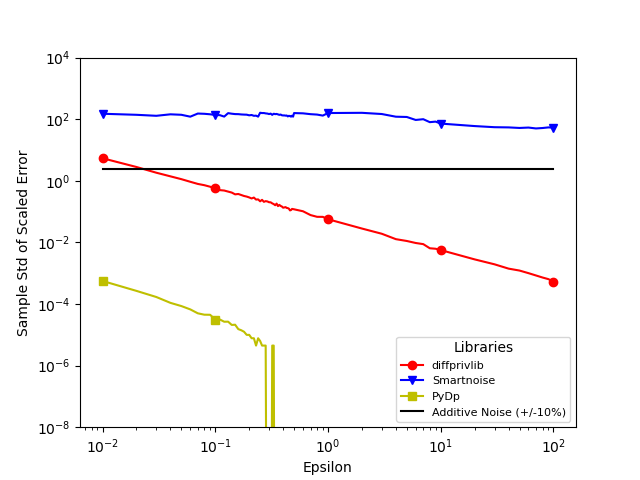 Sample Std of Scaled Error
10^4
10^2
10^0
10^−2
10^−4
10^−6
10^−8
Libraries
diffprivlib
Smartnoise
PyDp
Additive Noise (+/-10%)
10^−2 10^−1 10^0 10^1 10^2
Epsilon